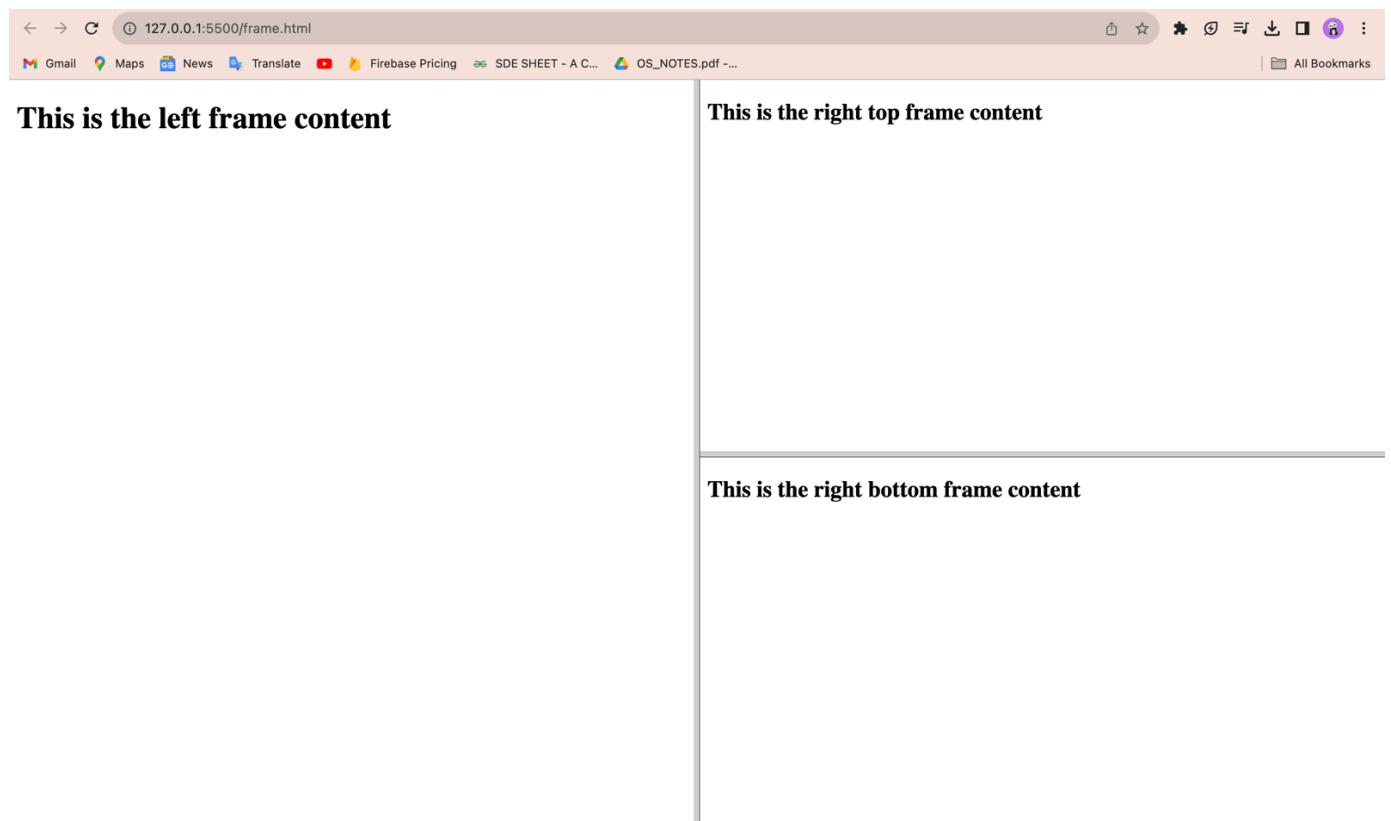 127.0.0.1:5500/frame.html
Gmail Maps News Translate Firebase Pricing SDE SHEET - A C... OS_NOTES.pdf -... All Bookmarks
This is the left frame content
This is the right top frame content
This is the right bottom frame content